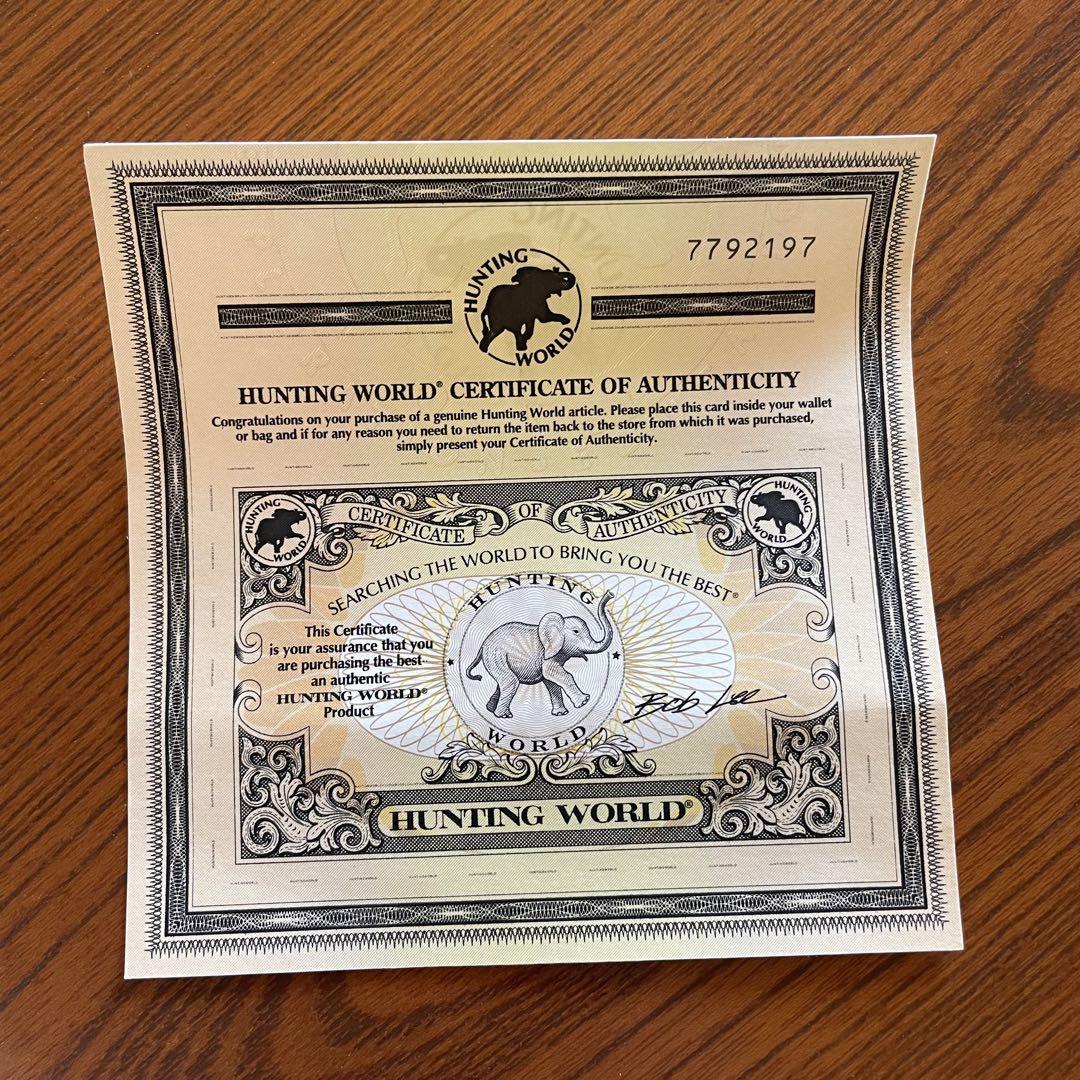 7792197
HUNTING
WORLD
HUNTING WORLD® CERTIFICATE OF AUTHENTICITY
Congratulations on your purchase of a genuine Hunting World article. Please place this card inside your wallet
or bag and if for any reason you need to return the item back to the store from which it was purchased,
simply present your Certificate of Authenticity.
HUNTING
WORLD
CERTIFICATE OF AUTHENTICITY
HUNTING
WORLD
SEARCHING THE WORLD TO BRING YOU THE BEST®
HUNTING
WORLD
This Certificate
is your assurance that you
are purchasing the best
an authentic
HUNTING WORLD®
Product
Bob Lee
HUNTING WORLD®